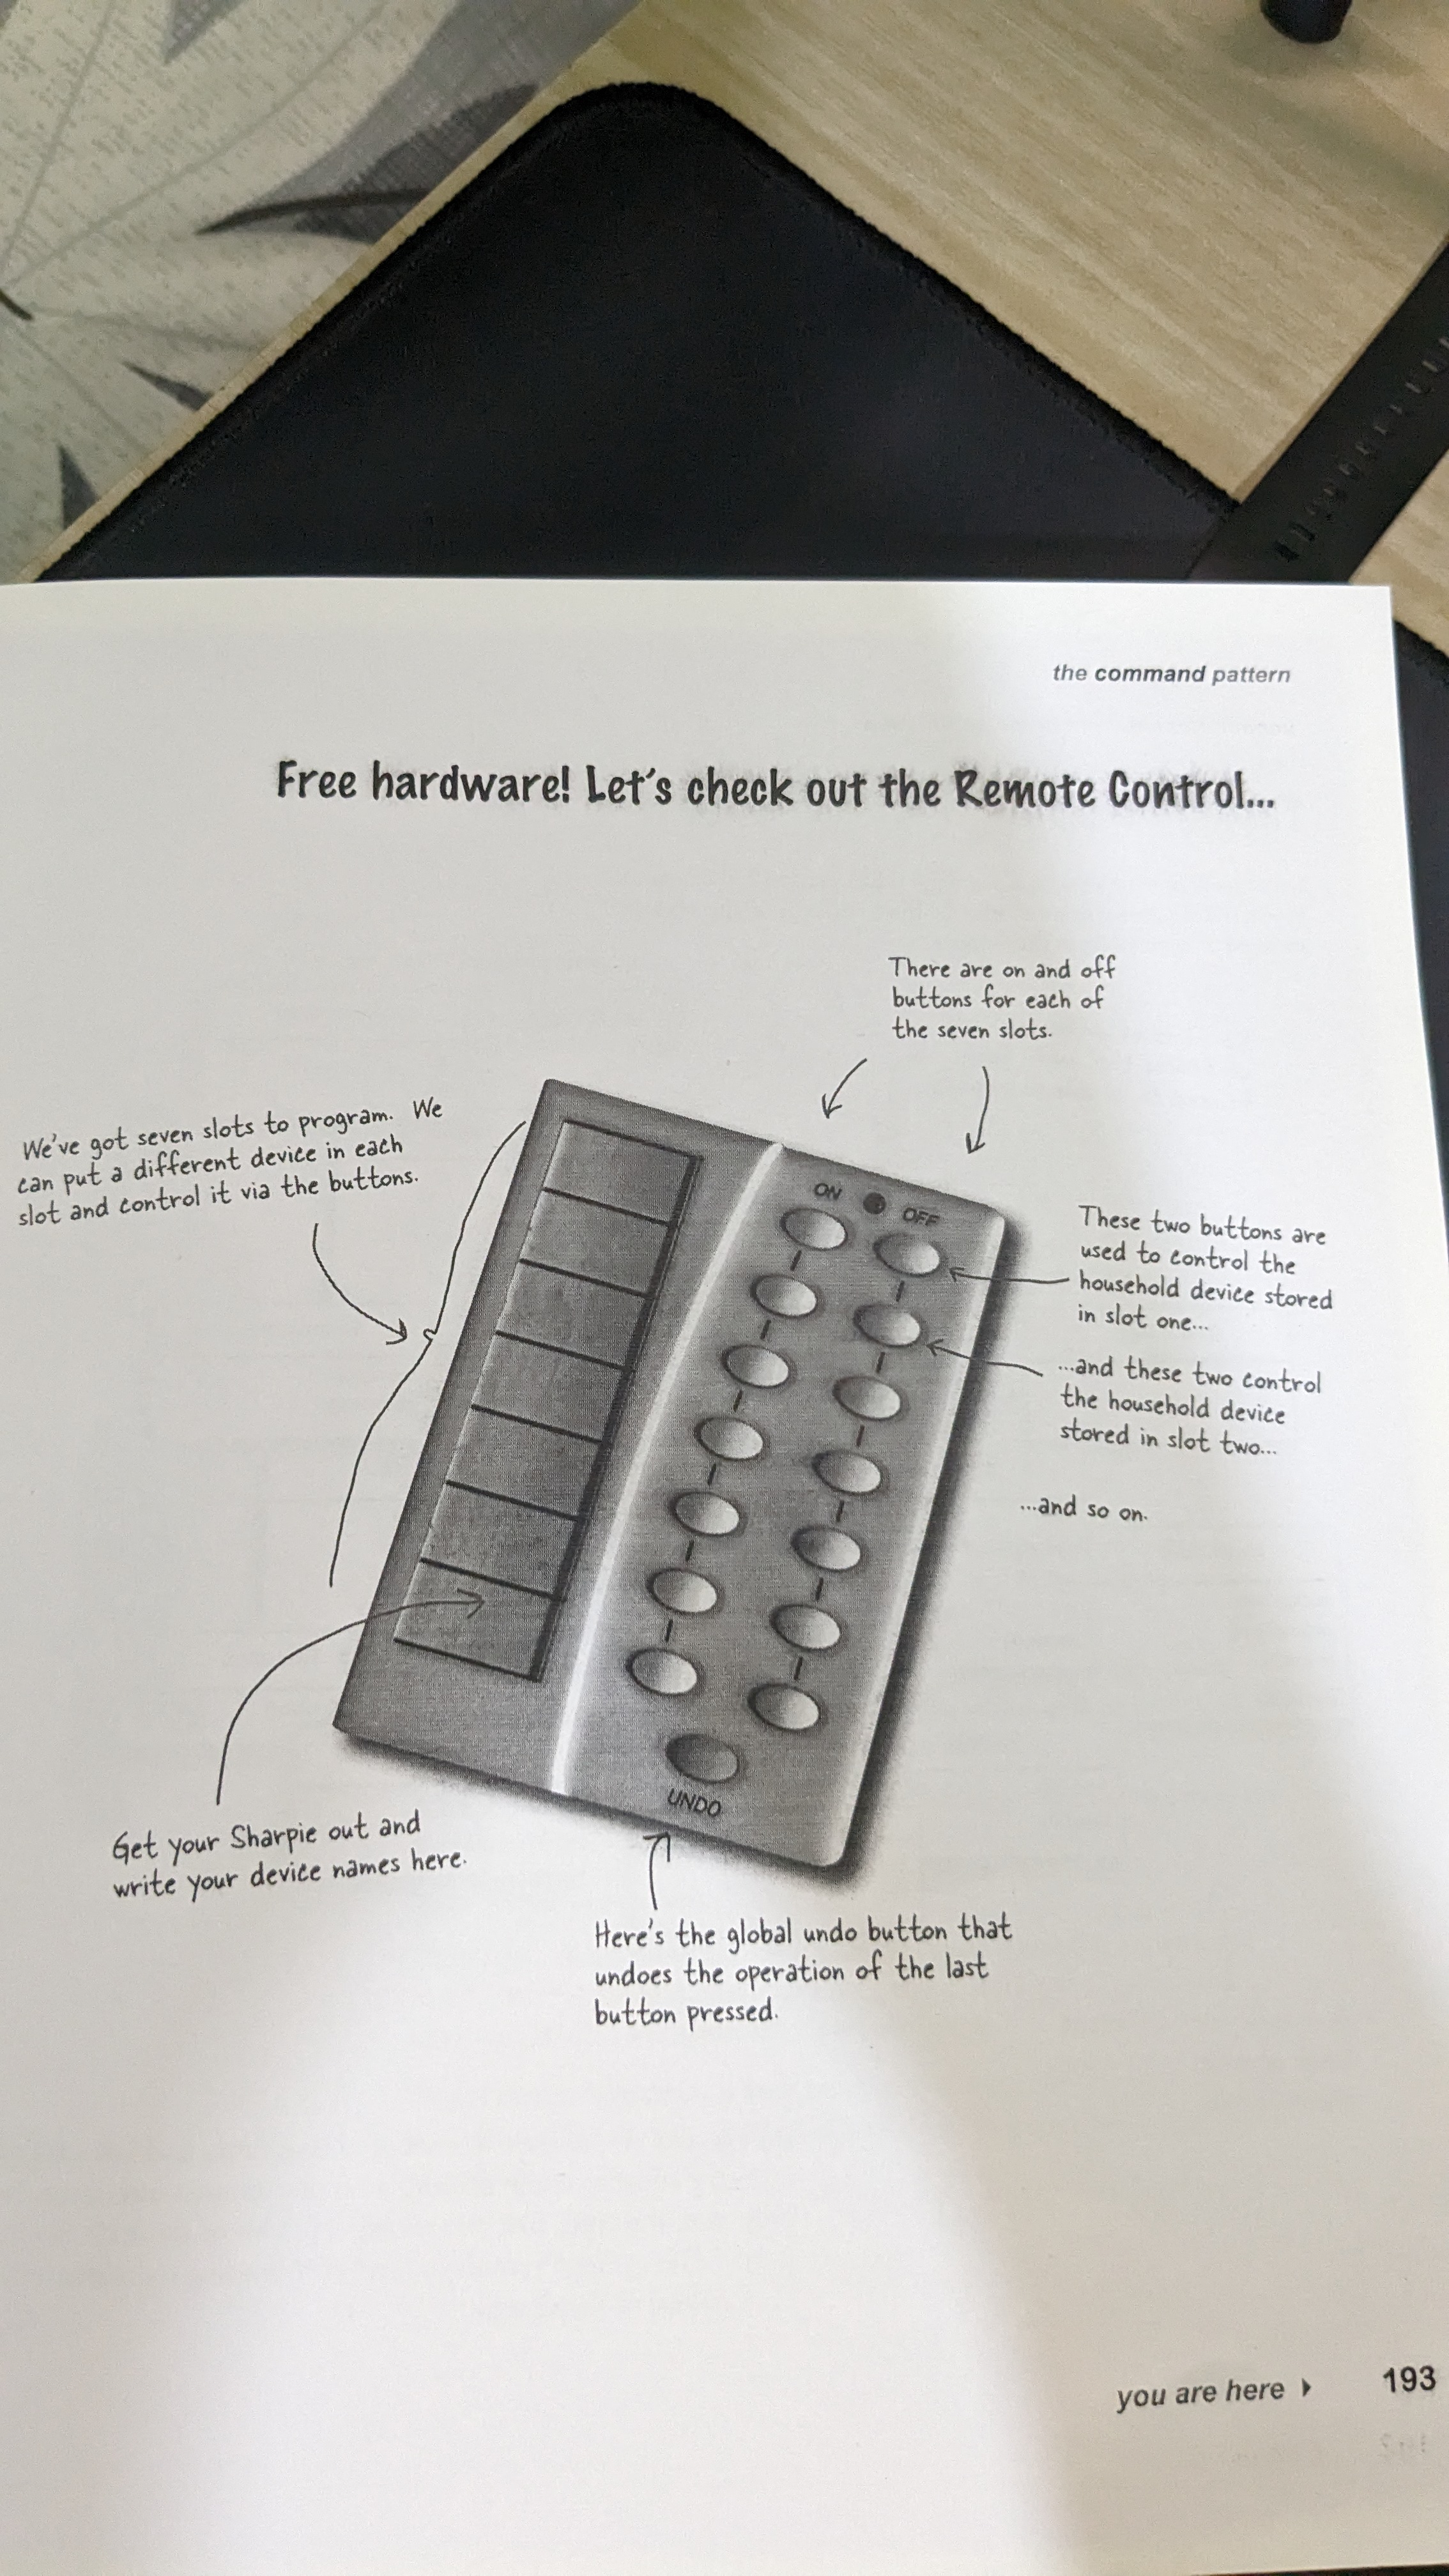 the command pattern
Free hardware! Let's check out the Remote Control...
There are on and off
buttons for each of
the seven slots.
We've got seven slots to program. We
can put a different device in each
slot and control it via the buttons.
ON OFF
These two buttons are
used to control the
household device stored
in slot one...
...and these two control
the household device
stored in slot two...
...and so on.
UNDO
Get your Sharpie out and
write your device names here.
Here's the global undo button that
undoes the operation of the last
button pressed.
you are here 193